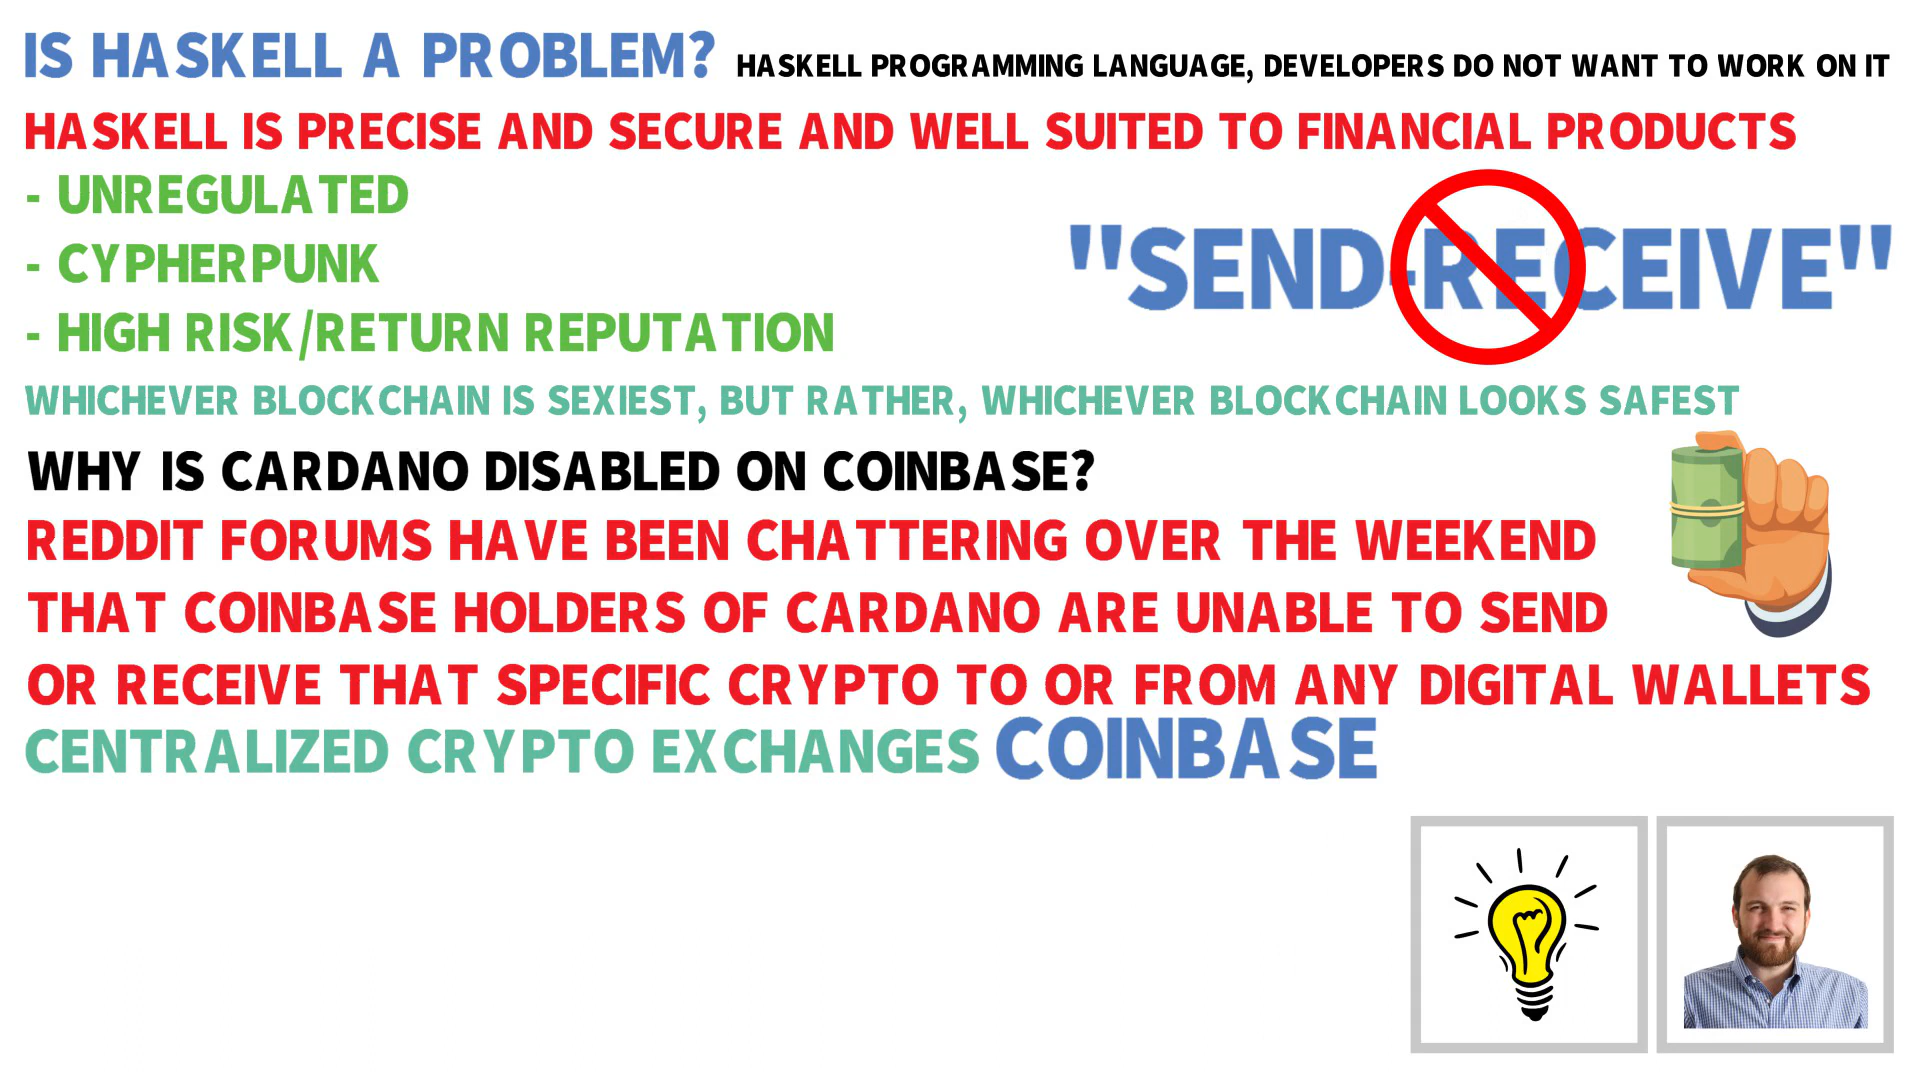 IS HASKELL A PROBLEM? HASKELL PROGRAMMING LANGUAGE, DEVELOPERS DO NOT WANT TO WORK ON IT
HASKELL IS PRECISE AND SECURE AND WELL SUITED TO FINANCIAL PRODUCTS
- UNREGULATED
- CYPHERPUNK
- HIGH RISK/RETURN REPUTATION
"SEND-RECEIVE"
WHICHEVER BLOCKCHAIN IS SEXIEST, BUT RATHER, WHICHEVER BLOCKCHAIN LOOKS SAFEST
WHY IS CARDANO DISABLED ON COINBASE?
REDDIT FORUMS HAVE BEEN CHATTERING OVER THE WEEKEND
THAT COINBASE HOLDERS OF CARDANO ARE UNABLE TO SEND
OR RECEIVE THAT SPECIFIC CRYPTO TO OR FROM ANY DIGITAL WALLETS
CENTRALIZED CRYPTO EXCHANGES COINBASE